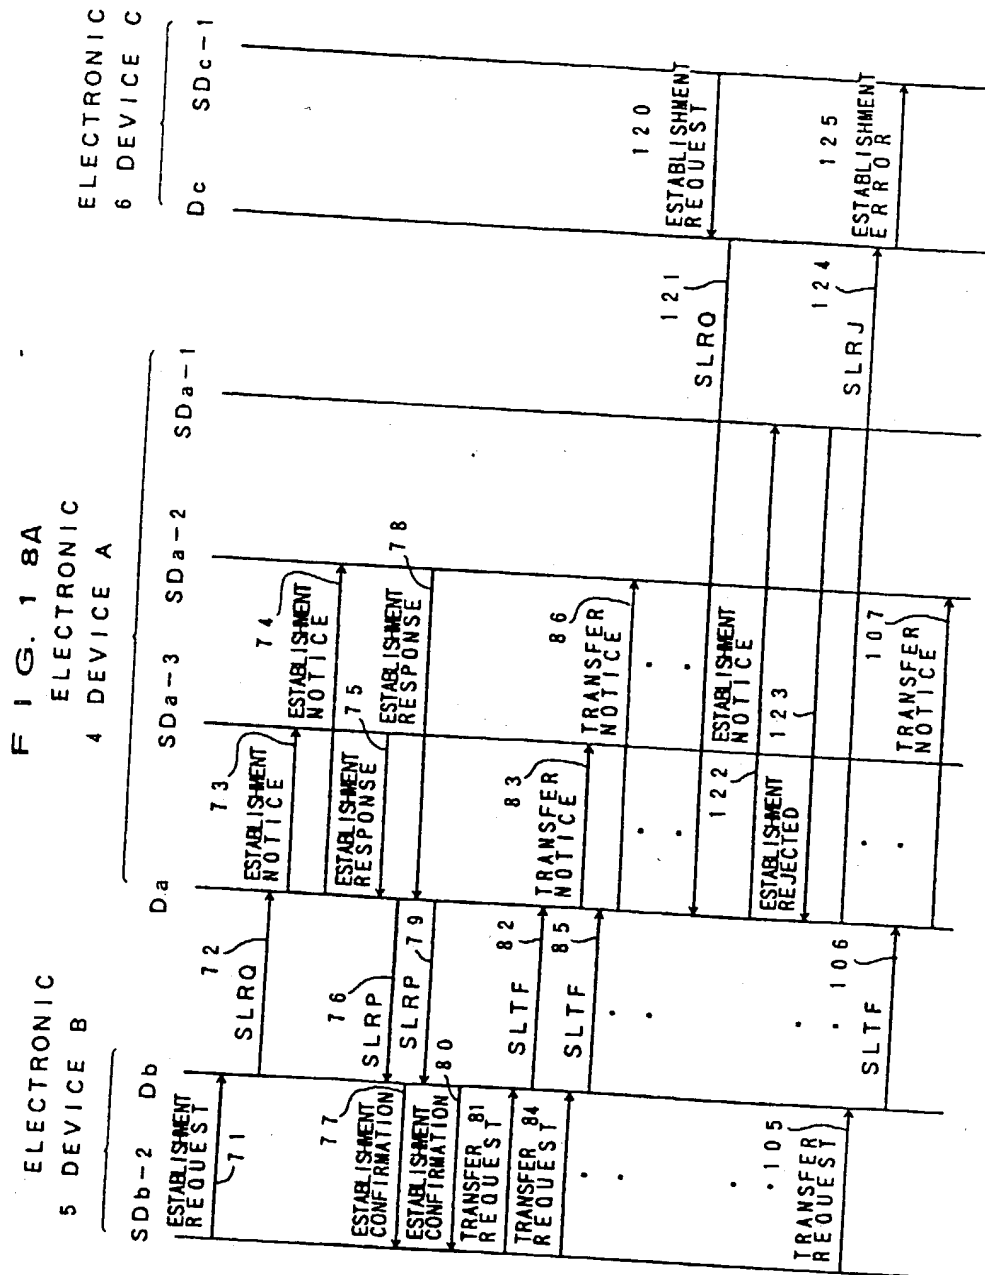 F I G. 1 8A
ELECTRONIC
5 DEVICE B
ELECTRONIC
4 DEVICE A
ELECTRONIC
6 DEVICE C
SDb-2
Db
Da
SDa-3
SDa-2
SDa-1
Dc
SDc-1
ESTABLISHMENT
REQUEST
71
72
SLRQ
ESTABLISHMENT
NOTICE
73
ESTABLISHMENT
NOTICE
74
ESTABLISHMENT
RESPONSE
75
76
SLRP
77
ESTABLISHMENT
CONFIRMATION
ESTABLISHMENT
RESPONSE
78
79
SLRP
80
ESTABLISHMENT
CONFIRMATION
TRANSFER 81
REQUEST
82
SLTF
TRANSFER
NOTICE
83
TRANSFER 84
REQUEST
85
SLTF
TRANSFER
NOTICE
86
120
ESTABLISHMENT
REQUEST
121
SLRQ
122
ESTABLISHMENT
NOTICE
123
ESTABLISHMENT
REJECTED
124
SLRJ
125
ESTABLISHMENT
ERROR
105
TRANSFER
REQUEST
106
SLTF
107
TRANSFER
NOTICE